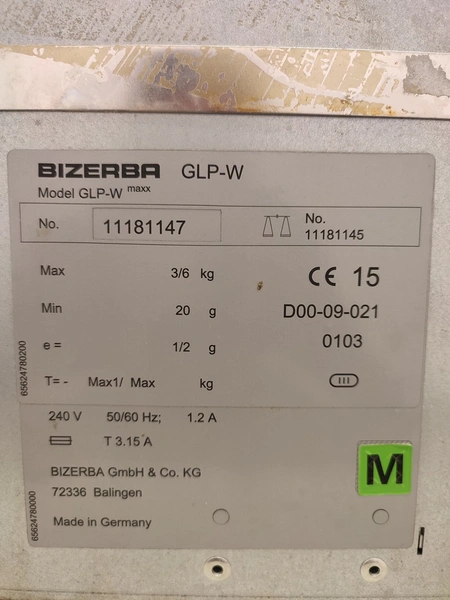 BIZERBA GLP-W
Model GLP-W maxx
No. 11181147 No. 11181145
Max 3/6 kg CE 15
Min 20 g D00-09-021
e = 1/2 g 0103
T= - Max1/ Max kg III
65624780200
240 V 50/60 Hz; 1.2 A
T 3.15 A
BIZERBA GmbH & Co. KG
72336 Balingen
M
Made in Germany
65624780000